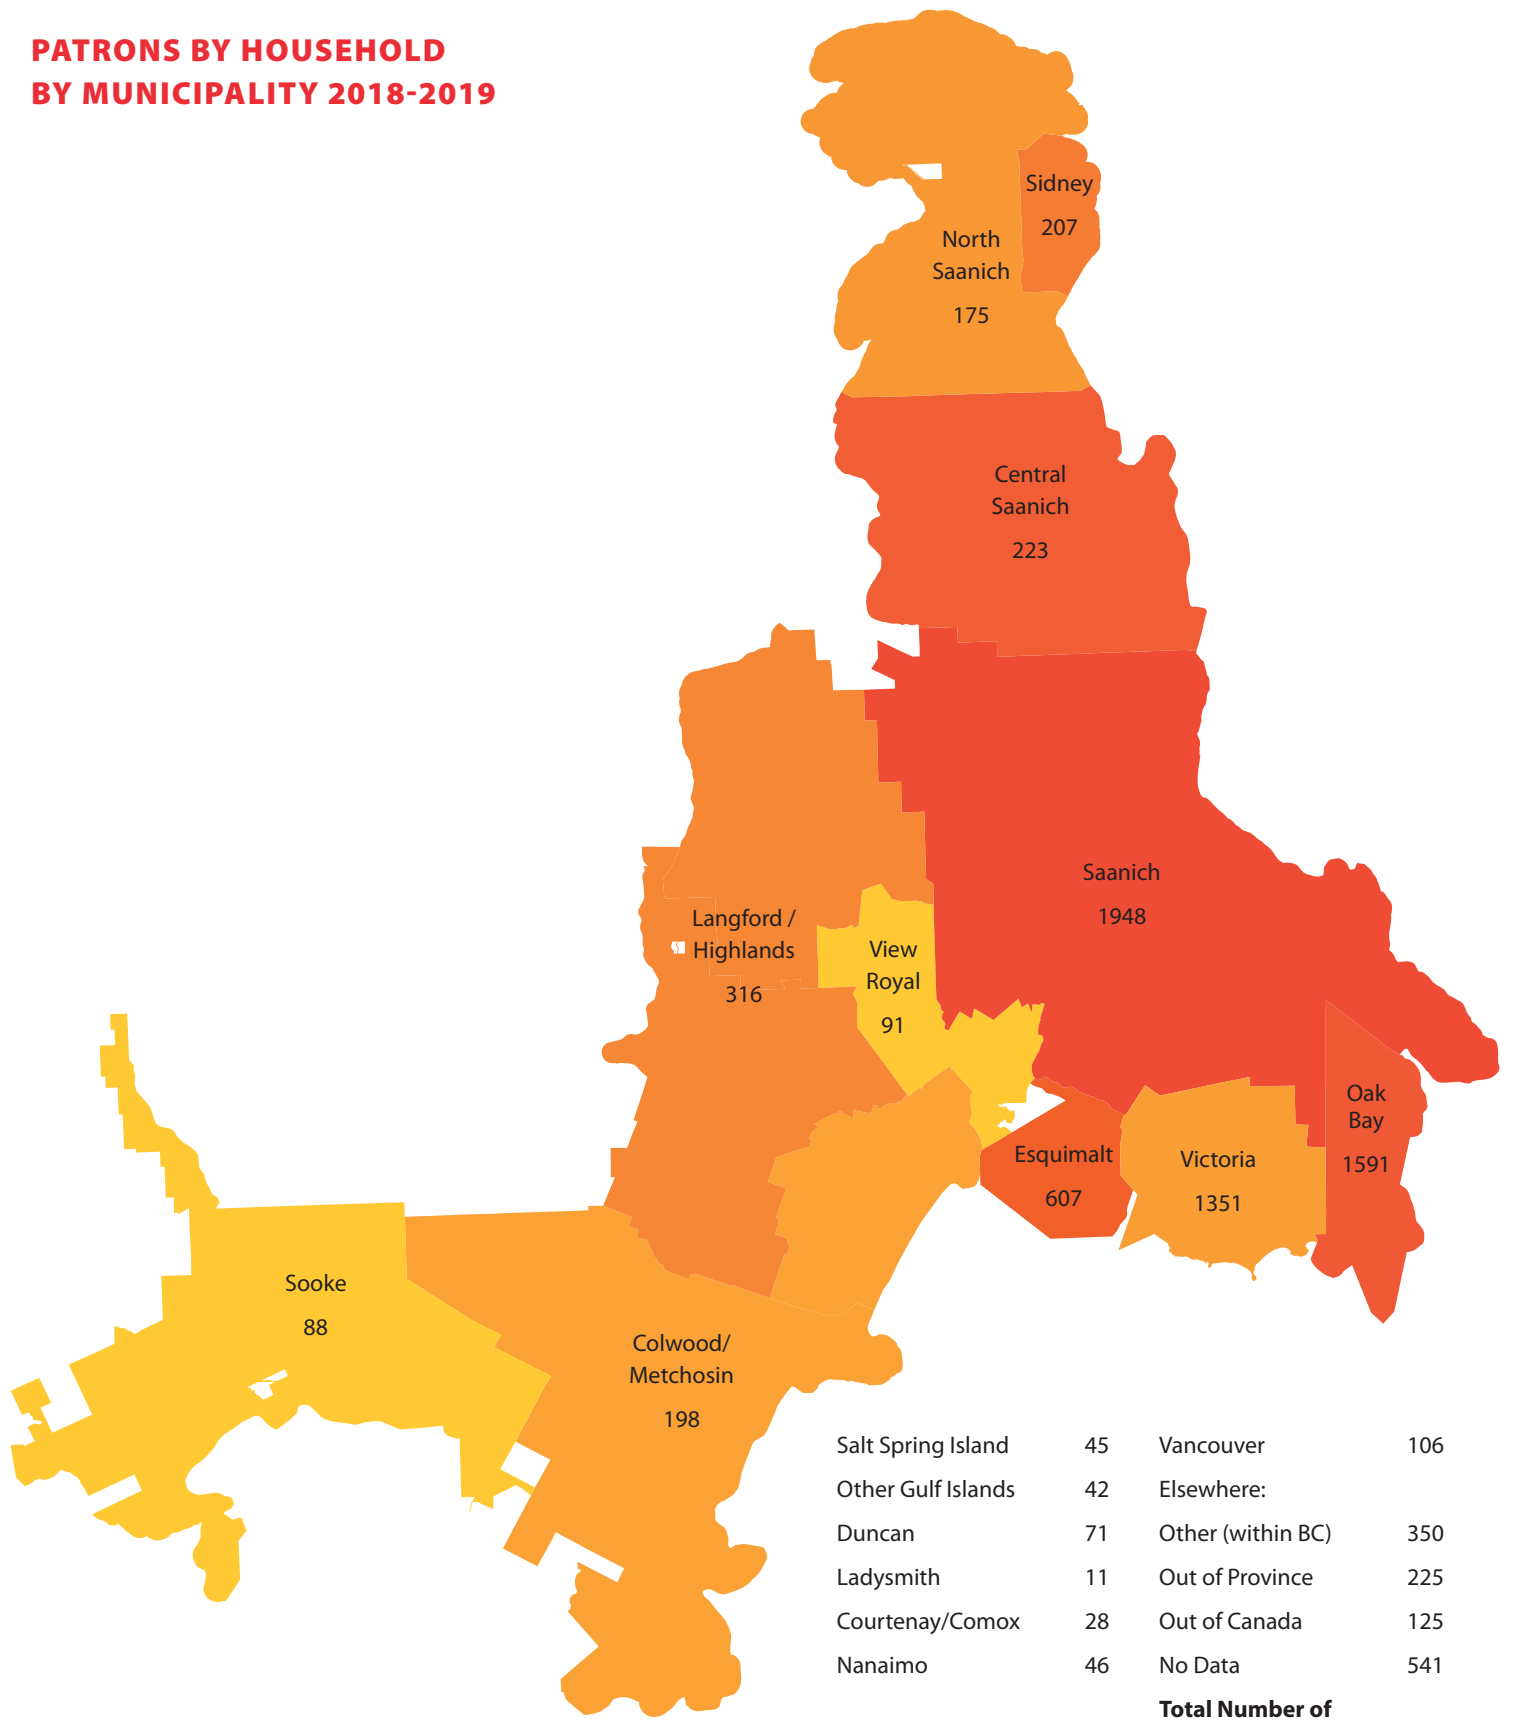 PATRONS BY HOUSEHOLD
BY MUNICIPALITY 2018-2019
Sidney
207
North
Saanich
175
Central
Saanich
223
Saanich
1948
Langford /
Highlands
316
View
Royal
91
Oak
Bay
1591
Esquimalt
607
Victoria
1351
Sooke
88
Colwood/
Metchosin
198
Salt Spring Island 45
Other Gulf Islands 42
Duncan 71
Ladysmith 11
Courtenay/Comox 28
Nanaimo 46
Vancouver 106
Elsewhere:
Other (within BC) 350
Out of Province 225
Out of Canada 125
No Data 541
Total Number of